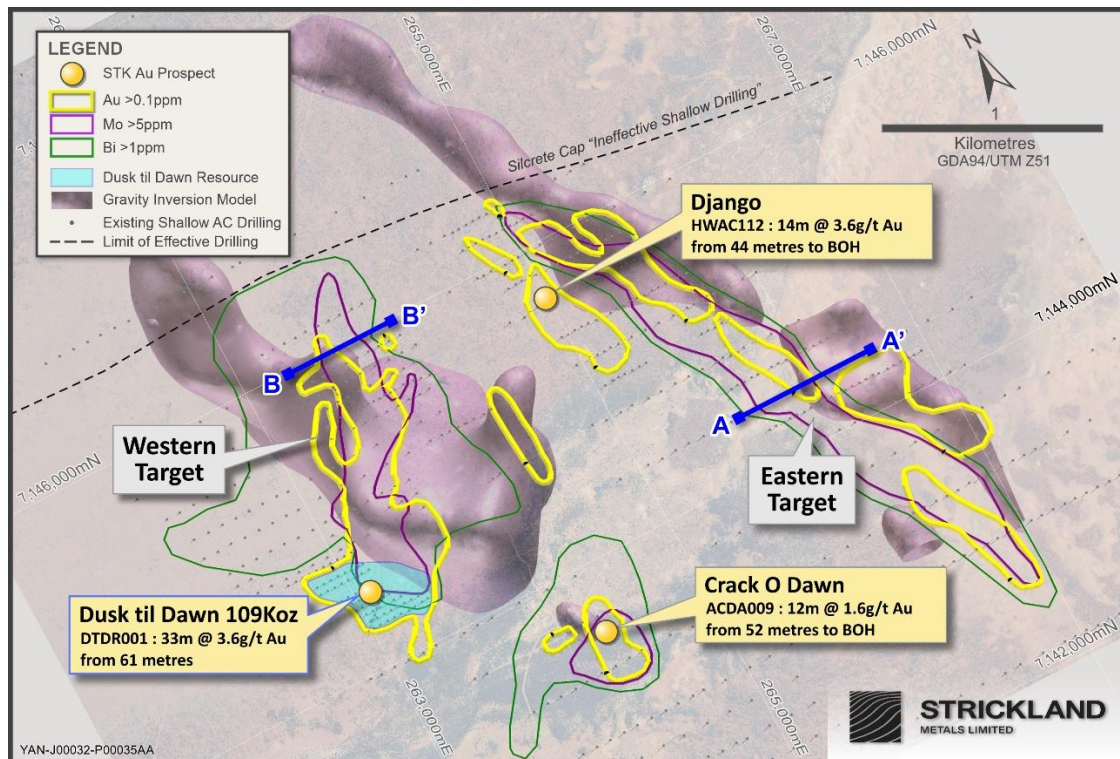 LEGEND
STK Au Prospect
Au >0.1ppm
Mo >5ppm
Bi >1ppm
Dusk til Dawn Resource
Gravity Inversion Model
Existing Shallow AC Drilling
Limit of Effective Drilling
265,000mE
267,000mE
7,146,000mN
N
1
Kilometres
GDA94/UTM Z51
Silcrete Cap "Ineffective Shallow Drilling"
Django
HWAC112 : 14m @ 3.6g/t Au
from 44 metres to BOH
7,144,000mN
B'
B
A'
A
Western
Target
Eastern
Target
7,146,000mN
Dusk til Dawn 109Koz
DTDR001 : 33m @ 3.6g/t Au
from 61 metres
Crack O Dawn
ACDA009 : 12m @ 1.6g/t Au
from 52 metres to BOH
7,142,000mN
263,000mE
265,000mE
STRICKLAND
METALS LIMITED
YAN-J00032-P00035AA